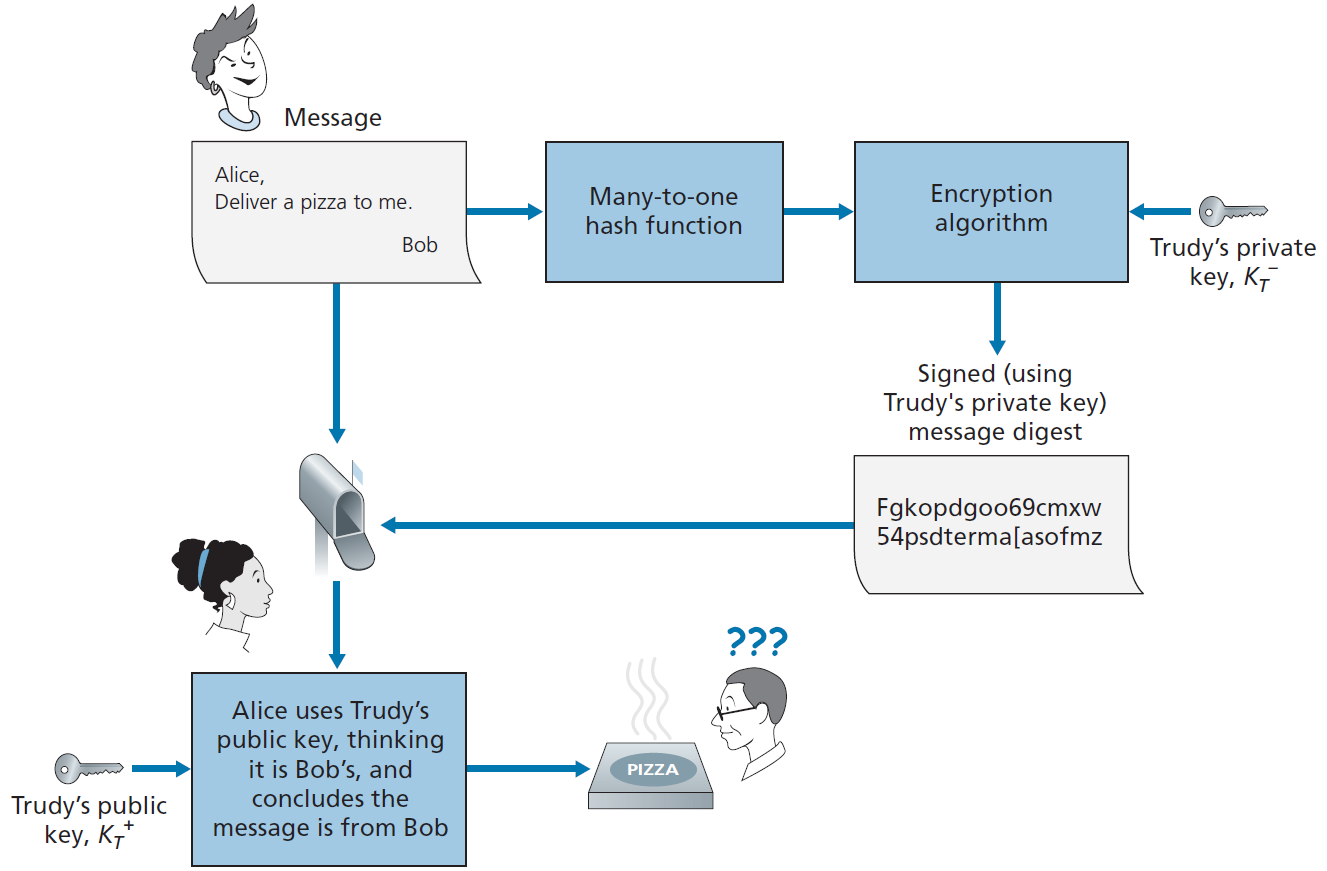 Message
Alice,
Deliver a pizza to me.
Bob
Many-to-one
hash function
Encryption
algorithm
Trudy’s private
key, K_T^−
Signed (using
Trudy's private key)
message digest
Fgkopdgoo69cmxw
54psdterma[asofmz
???
Alice uses Trudy’s
public key, thinking
it is Bob’s, and
concludes the
message is from Bob
PIZZA
Trudy’s public
key, K_T^+